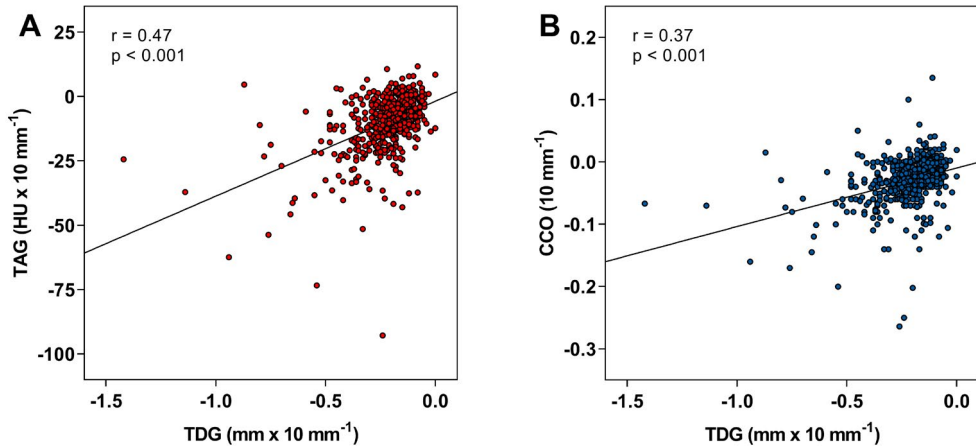 A
r = 0.47
p < 0.001
25
0
-25
-50
-75
-100
TAG (HU x 10 mm⁻¹)
-1.5
-1.0
-0.5
0.0
TDG (mm x 10 mm⁻¹)
B
r = 0.37
p < 0.001
0.2
0.1
0.0
-0.1
-0.2
-0.3
CCO (10 mm⁻¹)
-1.5
-1.0
-0.5
0.0
TDG (mm x 10 mm⁻¹)